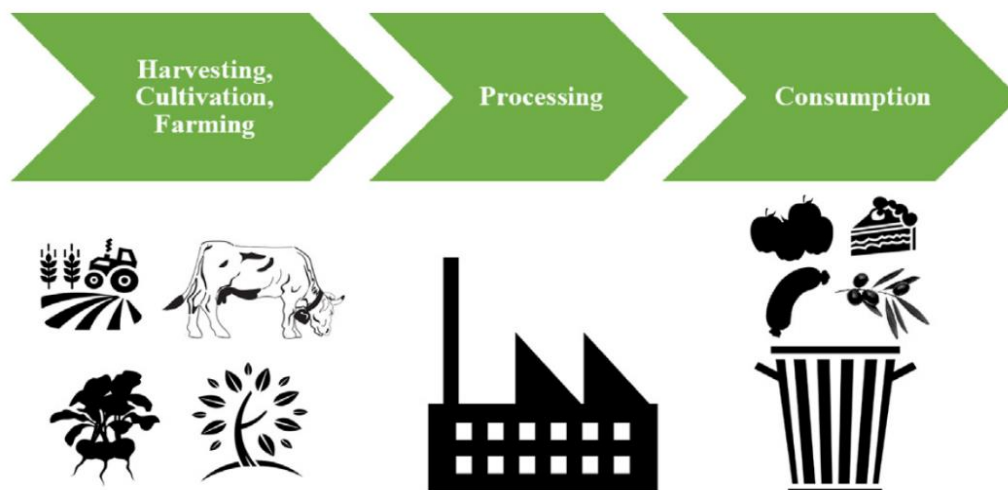 Harvesting,
Cultivation,
Farming
Processing
Consumption